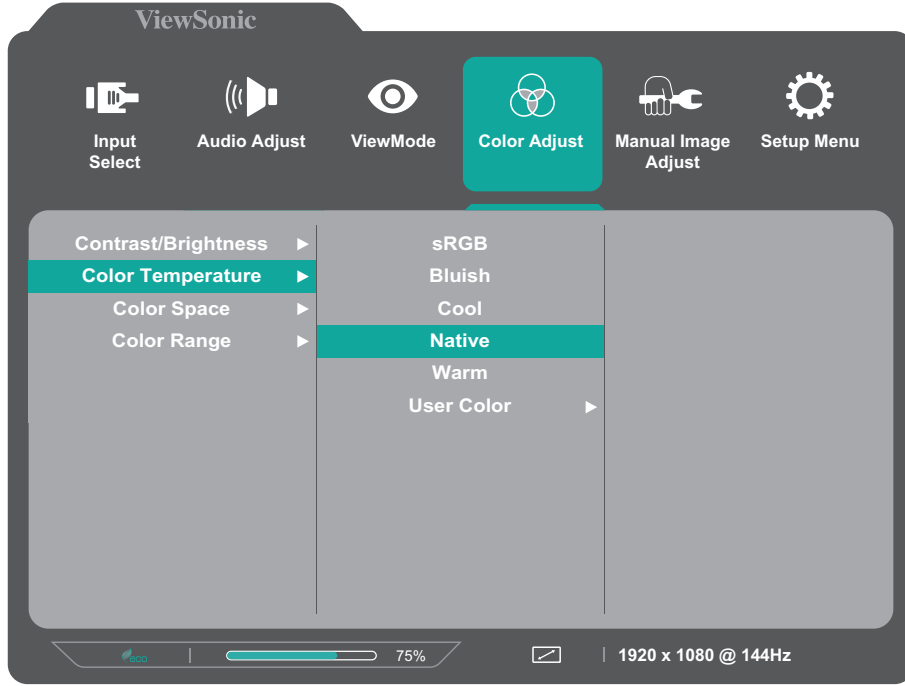 ViewSonic
Input Select
Audio Adjust
ViewMode
Color Adjust
Manual Image Adjust
Setup Menu
Contrast/Brightness
Color Temperature
Color Space
Color Range
sRGB
Bluish
Cool
Native
Warm
User Color
eco
75%
1920 x 1080 @ 144Hz